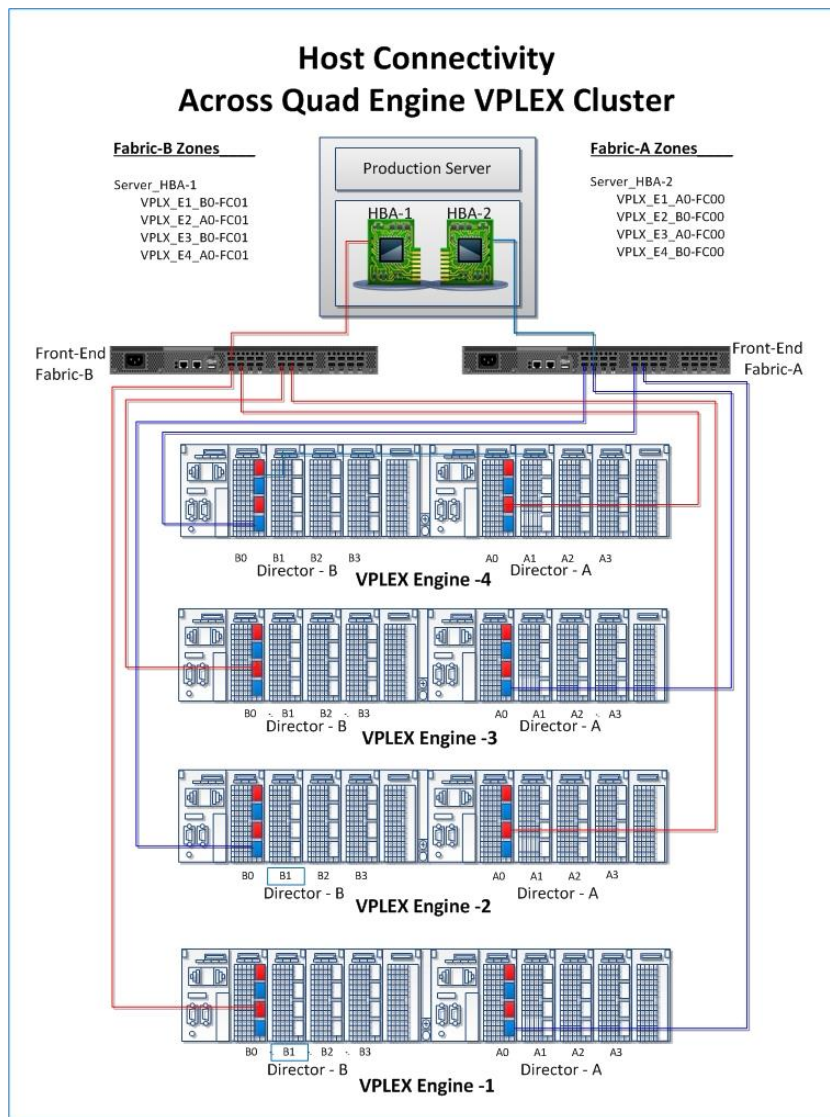 Host Connectivity
Across Quad Engine VPLEX Cluster
Fabric-B Zones____
Server_HBA-1
VPLX_E1_B0-FC01
VPLX_E2_A0-FC01
VPLX_E3_B0-FC01
VPLX_E4_A0-FC01
Production Server
HBA-1 HBA-2
Fabric-A Zones____
Server_HBA-2
VPLX_E1_A0-FC00
VPLX_E2_B0-FC00
VPLX_E3_A0-FC00
VPLX_E4_B0-FC00
Front-End
Fabric-B
Front-End
Fabric-A
B0 B1 B2 B3 A0 A1 A2 A3
Director - B Director - A
VPLEX Engine -4
B0 B1 B2 B3 A0 A1 A2 A3
Director - B Director - A
VPLEX Engine -3
B0 B1 B2 B3 A0 A1 A2 A3
Director - B Director - A
VPLEX Engine -2
B0 B1 B2 B3 A0 A1 A2 A3
Director - B Director - A
VPLEX Engine -1